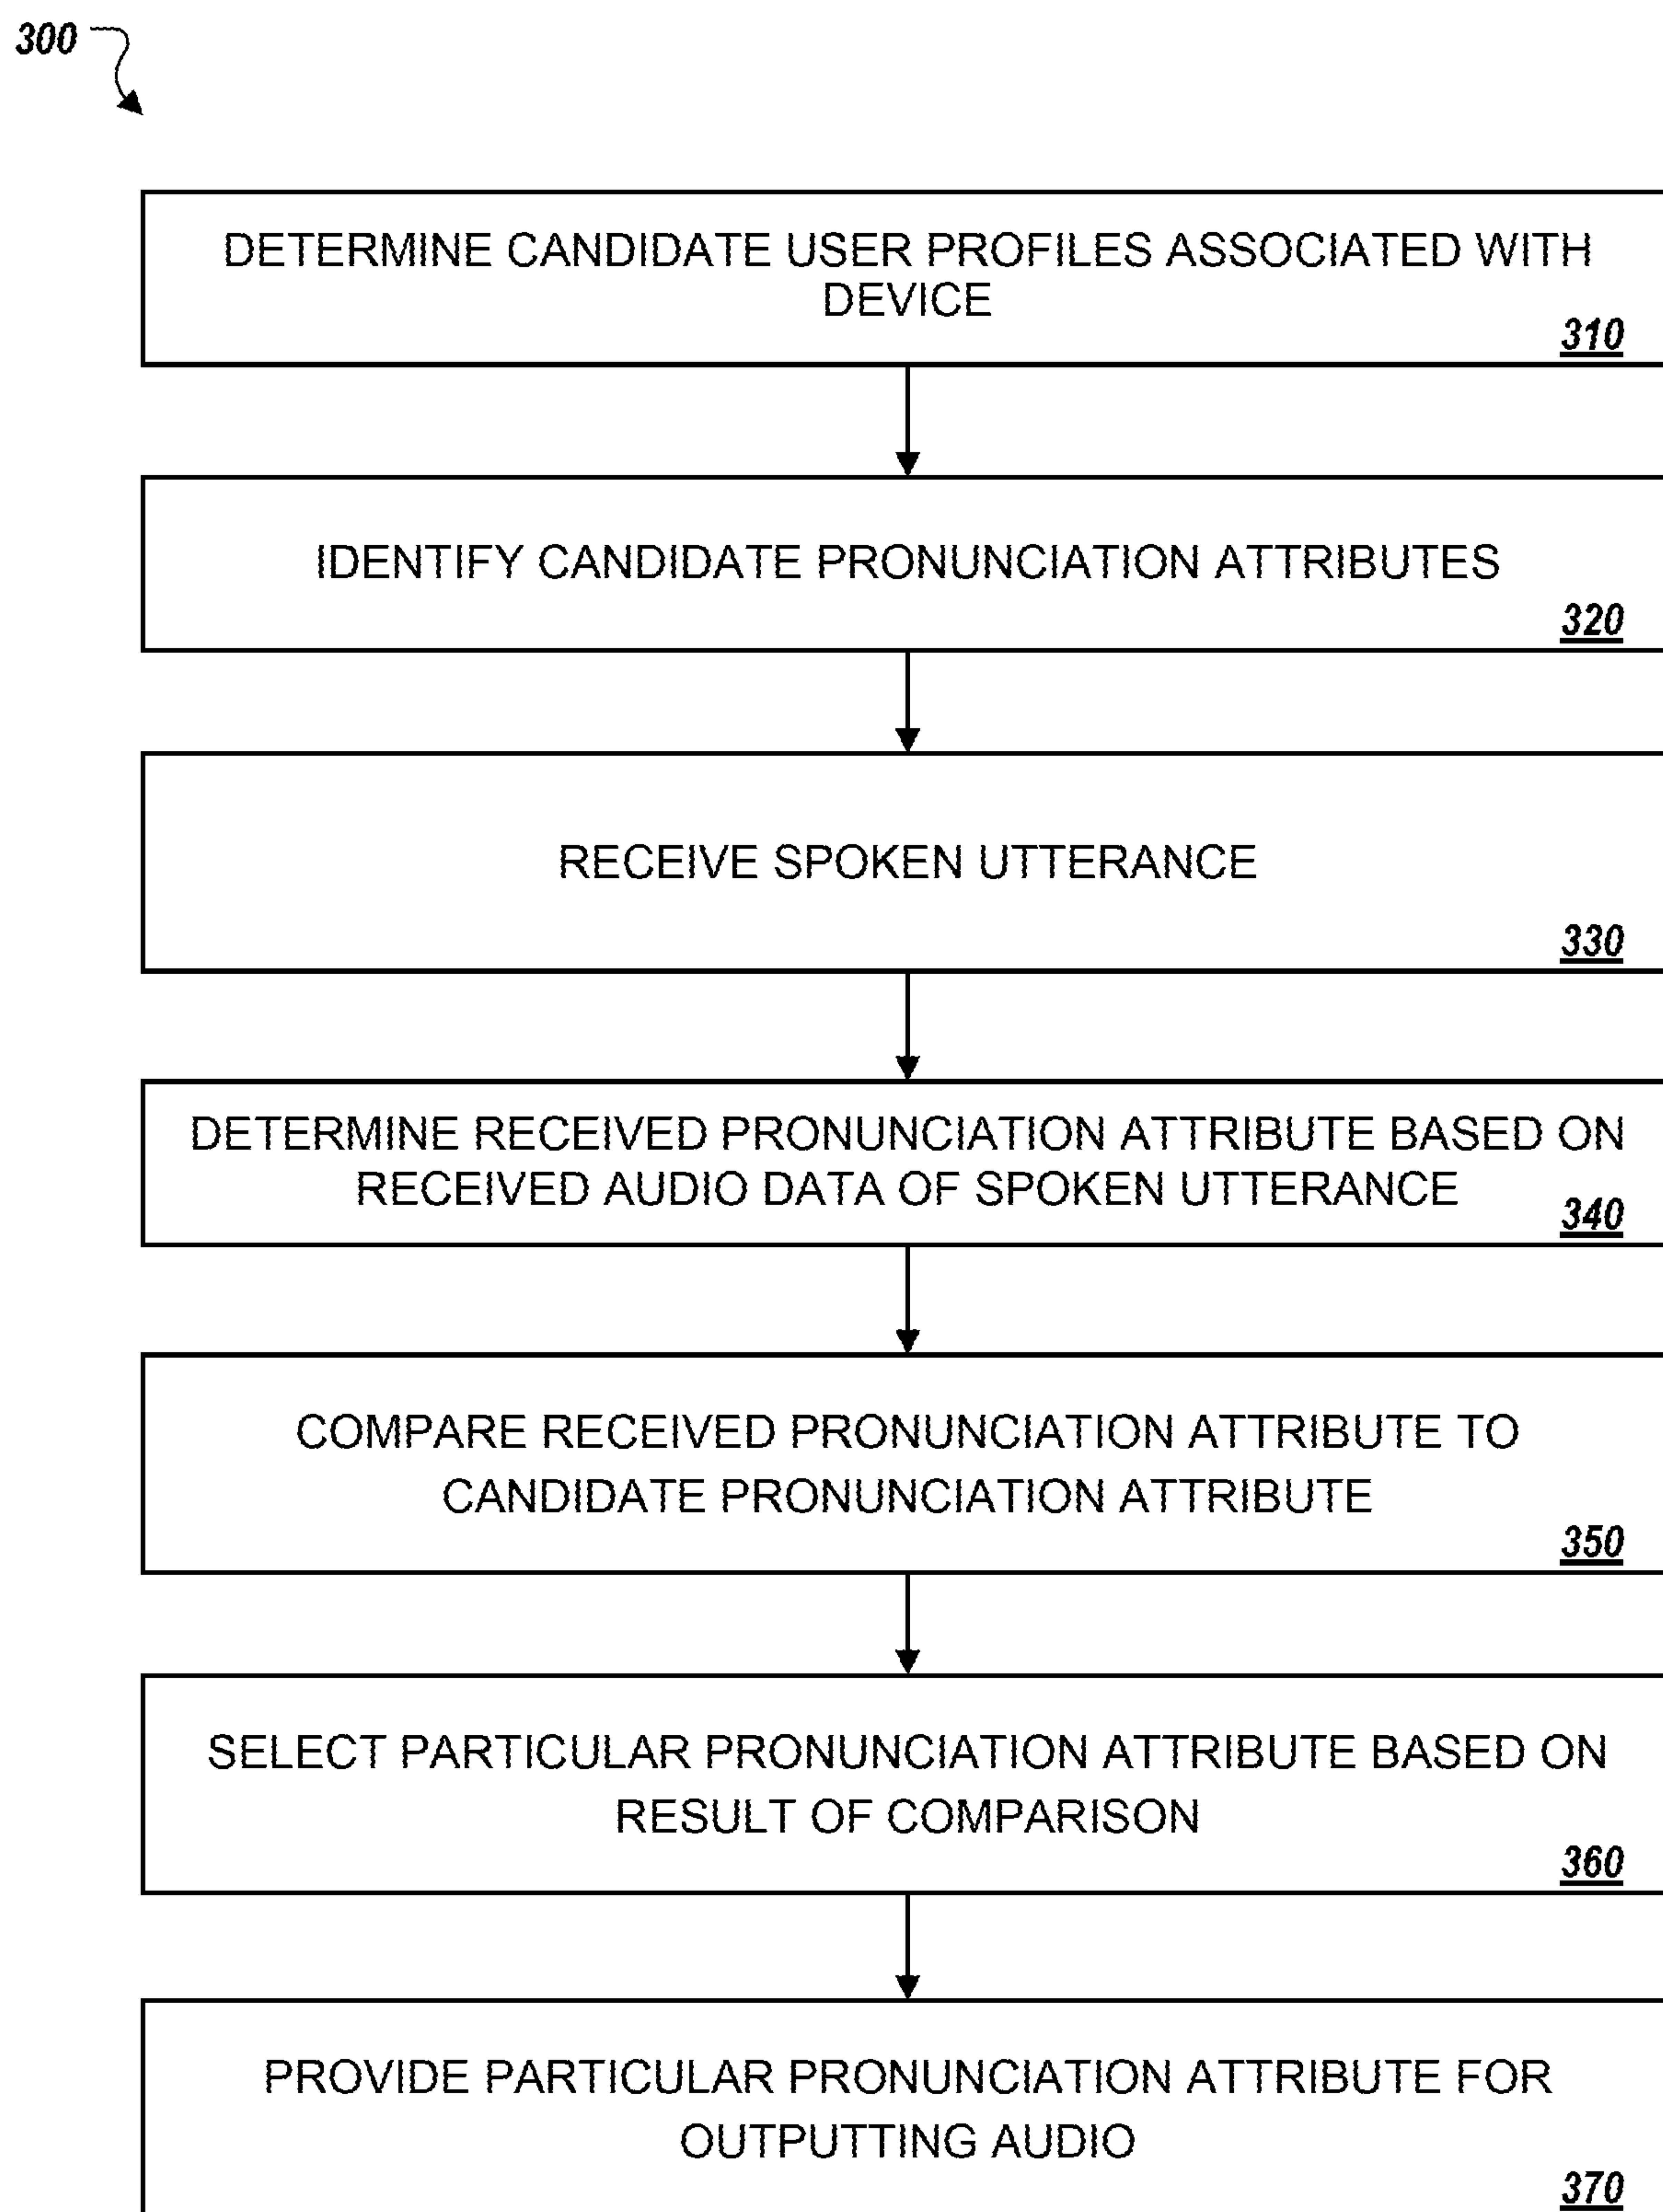 300
DETERMINE CANDIDATE USER PROFILES ASSOCIATED WITH
DEVICE
310
IDENTIFY CANDIDATE PRONUNCIATION ATTRIBUTES
320
RECEIVE SPOKEN UTTERANCE
330
DETERMINE RECEIVED PRONUNCIATION ATTRIBUTE BASED ON
RECEIVED AUDIO DATA OF SPOKEN UTTERANCE
340
COMPARE RECEIVED PRONUNCIATION ATTRIBUTE TO
CANDIDATE PRONUNCIATION ATTRIBUTE
350
SELECT PARTICULAR PRONUNCIATION ATTRIBUTE BASED ON
RESULT OF COMPARISON
360
PROVIDE PARTICULAR PRONUNCIATION ATTRIBUTE FOR
OUTPUTTING AUDIO
370